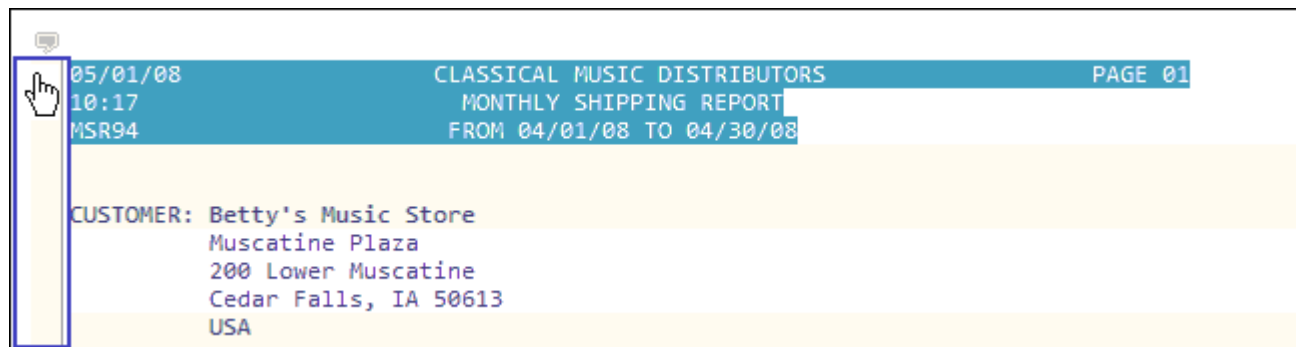 05/01/08 CLASSICAL MUSIC DISTRIBUTORS PAGE 01
10:17 MONTHLY SHIPPING REPORT
MSR94 FROM 04/01/08 TO 04/30/08
CUSTOMER: Betty's Music Store
Muscatine Plaza
200 Lower Muscatine
Cedar Falls, IA 50613
USA